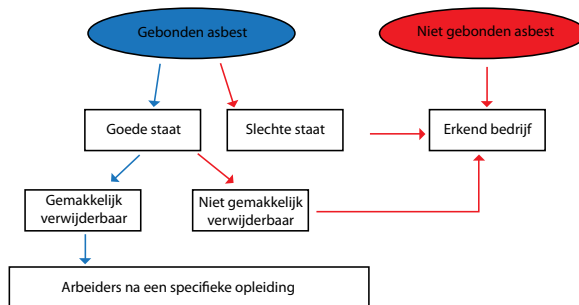 Gebonden asbest
Niet gebonden asbest
Goede staat
Slechte staat
Erkend bedrijf
Gemakkelijk
verwijderbaar
Niet gemakkelijk
verwijderbaar
Arbeiders na een specifieke opleiding